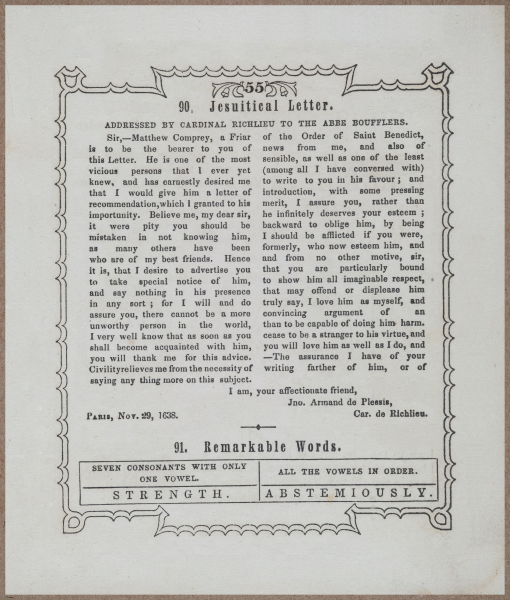 55
90. Jesuitical Letter.
ADDRESSED BY CARDINAL RICHLIEU TO THE ABBE BOUFFLERS.
Sir,—Matthew Comprey, a Friar of the Order of Saint Benedict,
is to be the bearer to you of news from me, and also of
this Letter. He is one of the most sensible, as well as one of the least
vicious persons that I ever yet (among all I have conversed with)
knew, and has earnestly desired me to write to you in his favour ; and
that I would give him a letter of introduction, with some pressing
recommendation,which I granted to his merit, I assure you, rather than
importunity. Believe me, my dear sir, he infinitely deserves your esteem ;
it were pity you should be backward to oblige him, by being
mistaken in not knowing him, I should be afflicted if you were,
as many others have been formerly, who now esteem him, and
who are of my best friends. Hence and from no other motive, sir,
it is, that I desire to advertise you that you are particularly bound
to take special notice of him, to show him all imaginable respect,
and say nothing in his presence that may offend or displease him
in any sort ; for I will and do truly say, I love him as myself, and
assure you, there cannot be a more convincing argument of an
unworthy person in the world, than to be capable of doing him harm.
I very well know that as soon as you cease to be a stranger to his virtue, and
shall become acquainted with him, you will love him as well as I do, and
you will thank me for this advice. —The assurance I have of your
Civility relieves me from the necessity of writing farther of him, or of
saying any thing more on this subject.
I am, your affectionate friend,
Jno. Armand de Plessis,
PARIS, NOV. 29, 1638. Car. de Richlieu.
91. Remarkable Words.
SEVEN CONSONANTS WITH ONLY
ONE VOWEL.
STRENGTH.
ALL THE VOWELS IN ORDER.
ABSTEMIOUSLY.